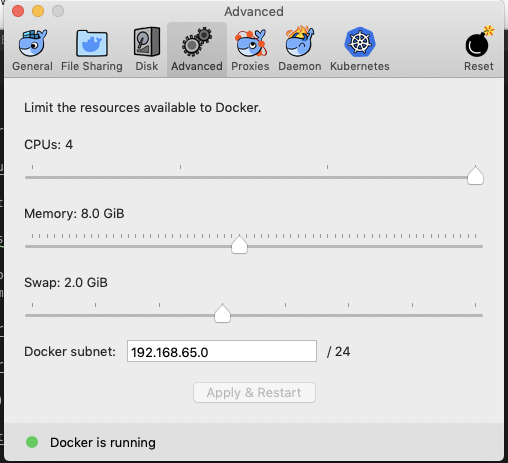 Advanced
General File Sharing Disk Advanced Proxies Daemon Kubernetes Reset
Limit the resources available to Docker.
CPUs: 4
Memory: 8.0 GiB
Swap: 2.0 GiB
Docker subnet: 192.168.65.0 / 24
Apply & Restart
Docker is running